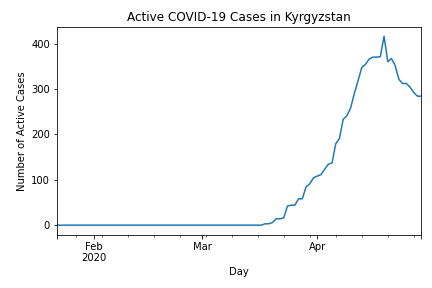 Active COVID-19 Cases in Kyrgyzstan
Number of Active Cases
400
300
200
100
0
Feb
2020
Mar
Apr
Day